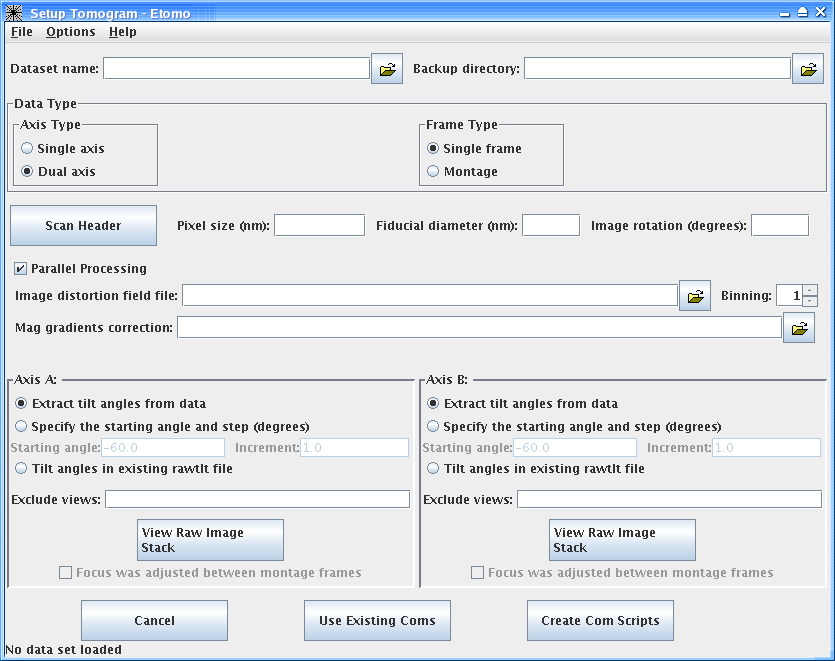 Setup Tomogram - Etomo
File Options Help
Dataset name: Backup directory:
Data Type
Axis Type Frame Type
Single axis Single frame
Dual axis Montage
Scan Header Pixel size (nm): Fiducial diameter (nm): Image rotation (degrees):
Parallel Processing
Image distortion field file: Binning: 1
Mag gradients correction:
Axis A: Axis B:
Extract tilt angles from data Extract tilt angles from data
Specify the starting angle and step (degrees) Specify the starting angle and step (degrees)
Starting angle: -60.0 Increment: 1.0 Starting angle: -60.0 Increment: 1.0
Tilt angles in existing rawtlt file Tilt angles in existing rawtlt file
Exclude views: Exclude views:
View Raw Image View Raw Image
Stack Stack
Focus was adjusted between montage frames Focus was adjusted between montage frames
Cancel Use Existing Coms Create Com Scripts
No data set loaded